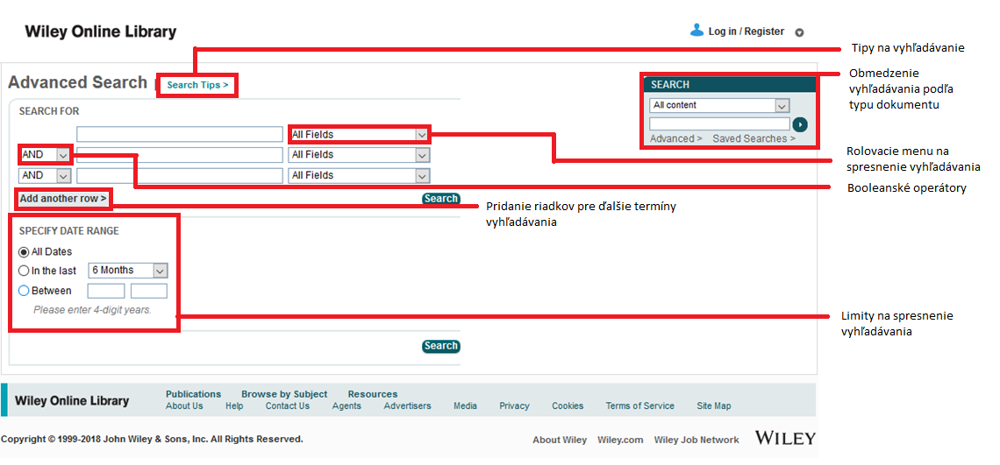 Wiley Online Library
Log in / Register
Tipy na vyhľadávanie
Advanced Search
Search Tips >
SEARCH
All content
Advanced > Saved Searches >
Obmedzenie
vyhľadávania podľa
typu dokumentu
SEARCH FOR
All Fields
AND All Fields
AND All Fields
Add another row >
Search
Rolovacie menu na
spresnenie vyhľadávania
Booleanské operátory
Pridanie riadkov pre ďalšie termíny
vyhľadávania
SPECIFY DATE RANGE
All Dates
In the last 6 Months
Between
Please enter 4-digit years.
Limity na spresnenie
vyhľadávania
Search
Wiley Online Library
Publications Browse by Subject Resources
About Us Help Contact Us Agents Advertisers Media Privacy Cookies Terms of Service Site Map
Copyright © 1999-2018 John Wiley & Sons, Inc. All Rights Reserved.
About Wiley Wiley.com Wiley Job Network WILEY